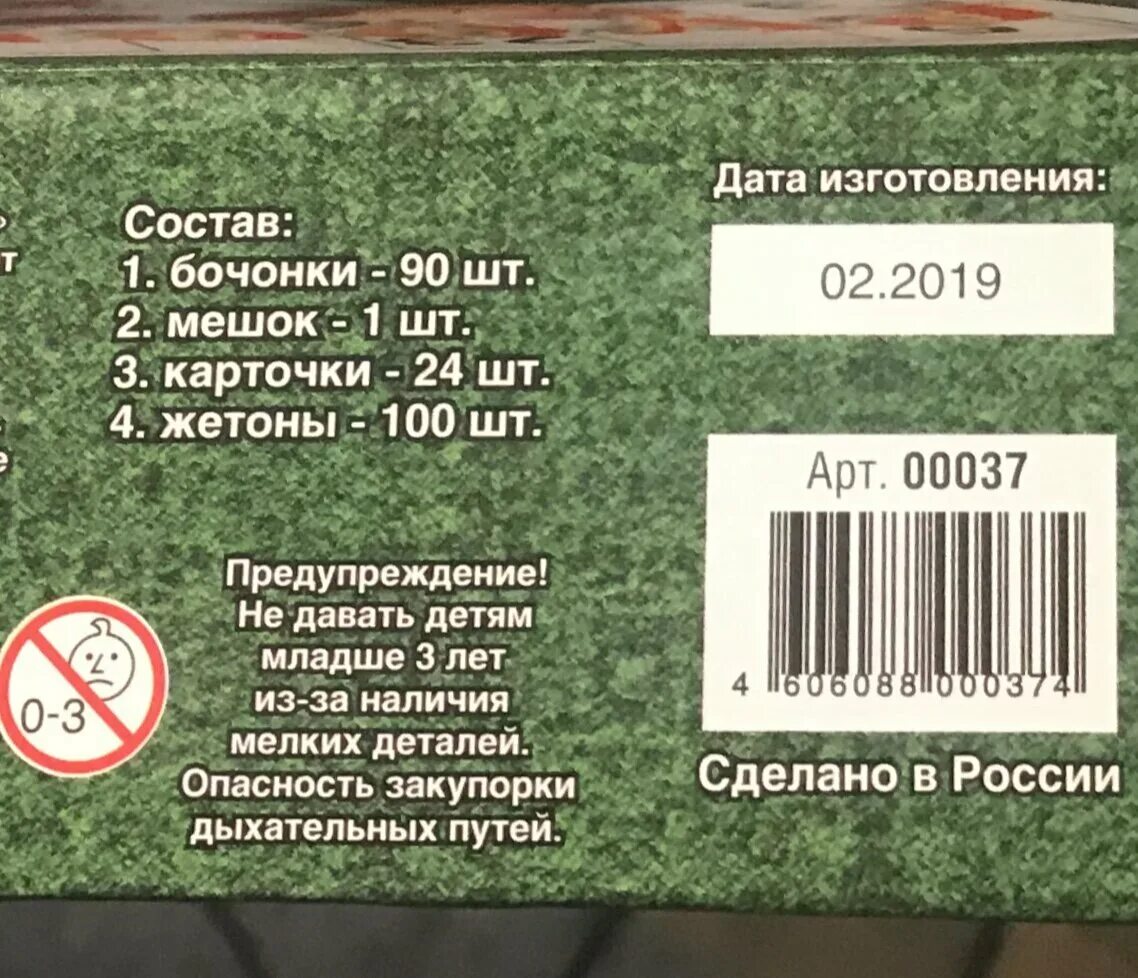 Состав:
1. бочонки - 90 шт.
2. мешок - 1 шт.
3. карточки - 24 шт.
4. жетоны - 100 шт.
Предупреждение!
Не давать детям
младше 3 лет
из-за наличия
мелких деталей.
Опасность закупорки
дыхательных путей.
0-3
Дата изготовления:
02.2019
Арт. 00037
4 606088 000374
Сделано в России